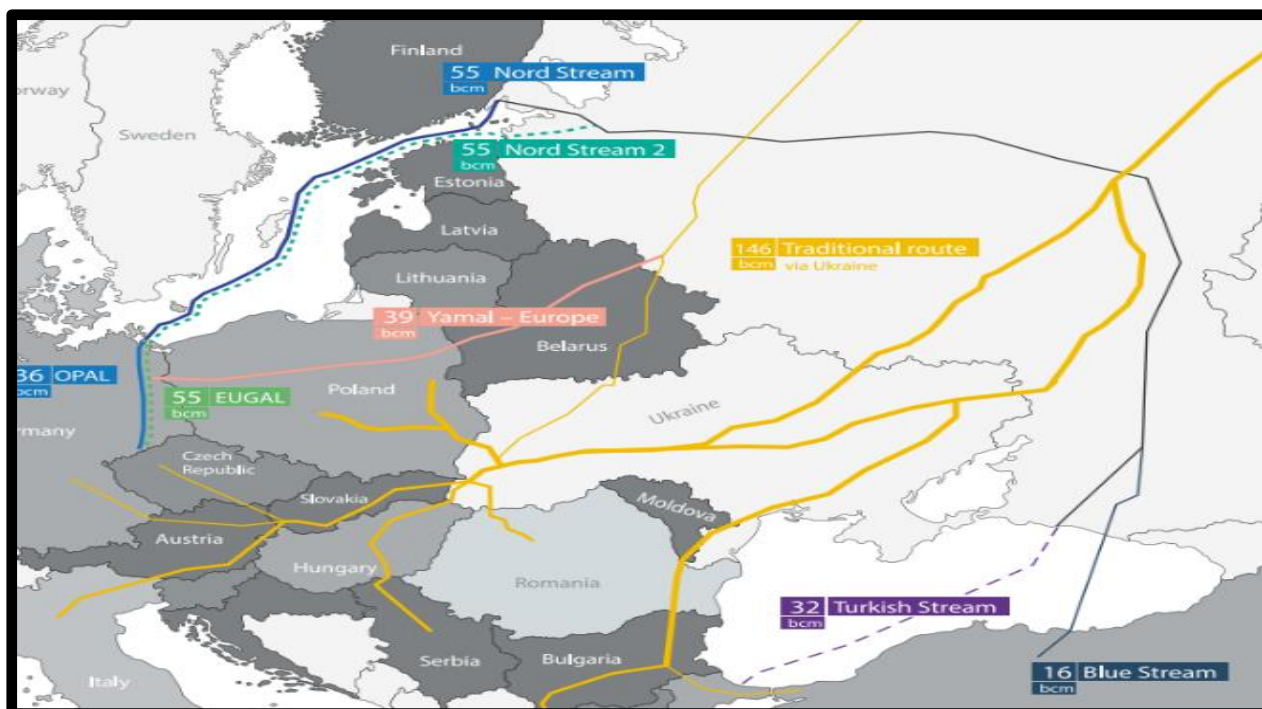 Finland
55 Nord Stream
bcm
orway
Sweden
55 Nord Stream 2
bcm
Estonia
Latvia
146 Traditional route
bcm via Ukraine
Lithuania
39 Yamal – Europe
bcm
Belarus
36 OPAL
bcm
55 EUGAL
bcm
Poland
Ukraine
rmany
Czech
Republic
Slovakia
Moldova
Austria
Hungary
Romania
32 Turkish Stream
bcm
Serbia
Bulgaria
16 Blue Stream
bcm
Italy